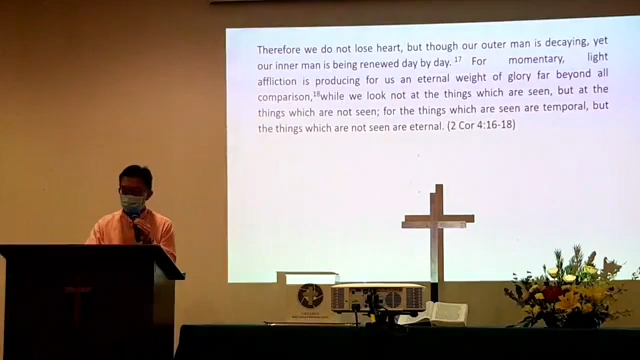 Therefore we do not lose heart, but though our outer man is decaying, yet
our inner man is being renewed day by day. ¹⁷ For momentary, light
affliction is producing for us an eternal weight of glory far beyond all
comparison,¹⁸while we look not at the things which are seen, but at the
things which are not seen; for the things which are seen are temporal, but
the things which are not seen are eternal. (2 Cor 4:16-18)